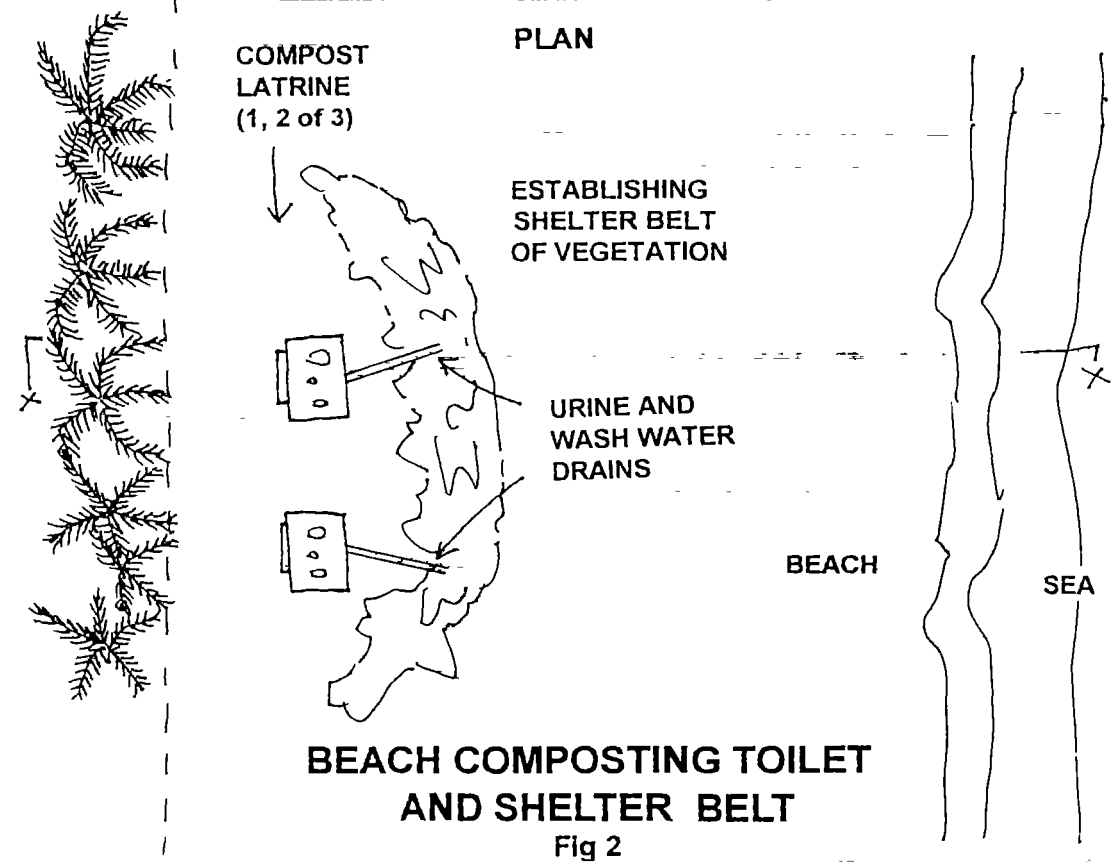 PLAN
COMPOST
LATRINE
(1, 2 of 3)
ESTABLISHING
SHELTER BELT
OF VEGETATION
X
X
URINE AND
WASH WATER
DRAINS
BEACH
SEA
BEACH COMPOSTING TOILET
AND SHELTER BELT
Fig 2